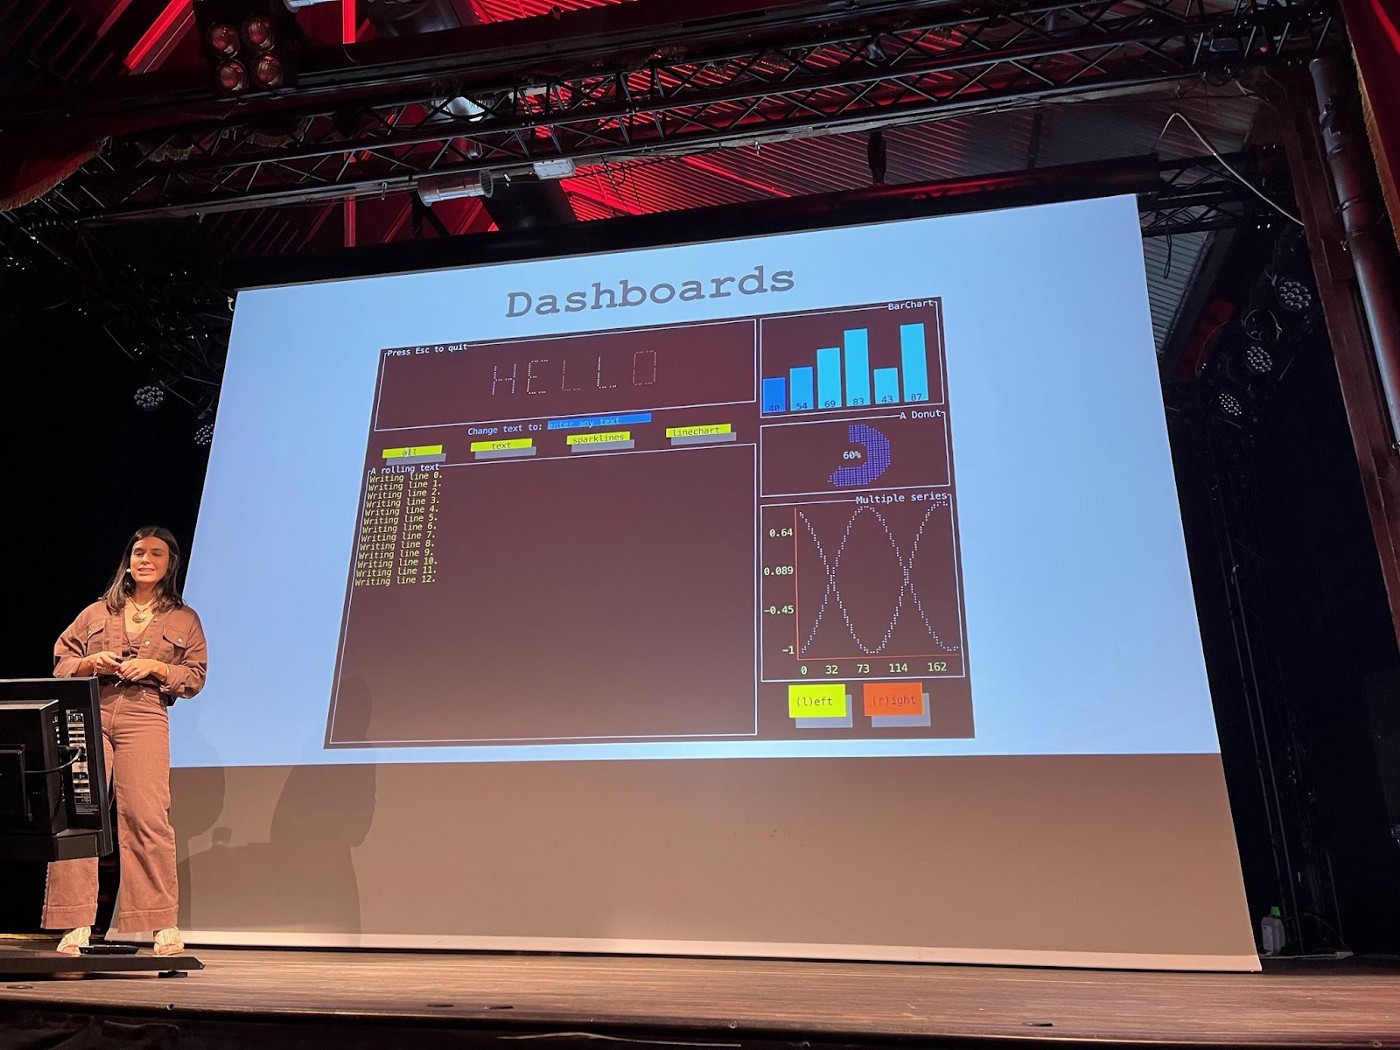 Dashboards
Press Esc to quit
HELLO
Change text to: enter any text
all text sparklines linechart
A rolling text
Writing line 0.
Writing line 1.
Writing line 2.
Writing line 3.
Writing line 4.
Writing line 5.
Writing line 6.
Writing line 7.
Writing line 8.
Writing line 9.
Writing line 10.
Writing line 11.
Writing line 12.
BarChart
40 54 69 83 43 87
A Donut
60%
Multiple series
0.64
0.089
-0.45
-1
0 32 73 114 162
(l)eft (r)ight